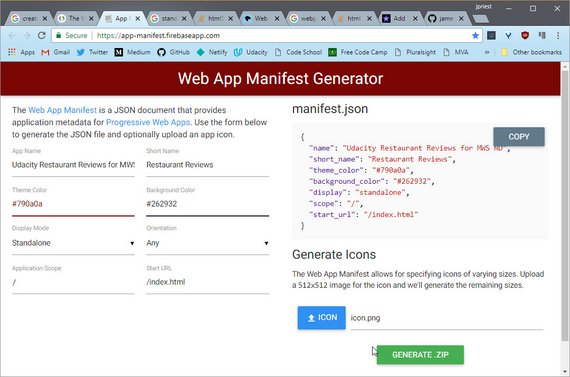 jpriest
creat
The W
App M
stand
html5
Web
webp
html5
Add
jame
Secure
https://app-manifest.firebaseapp.com
Apps
Gmail
Twitter
Medium
GitHub
Netlify
Udacity
Code School
Free Code Camp
Pluralsight
MVA
»
Other bookmarks
Web App Manifest Generator
The Web App Manifest is a JSON document that provides
application metadata for Progressive Web Apps. Use the form below
to generate the JSON file and optionally upload an app icon.
App Name
Short Name
Udacity Restaurant Reviews for MWS
Restaurant Reviews
Theme Color
Background Color
#790a0a
#262932
Display Mode
Orientation
Standalone
Any
Application Scope
Start URL
/
/index.html
manifest.json
COPY
{
"name": "Udacity Restaurant Reviews for MWS ND",
"short_name": "Restaurant Reviews",
"theme_color": "#790a0a",
"background_color": "#262932",
"display": "standalone",
"scope": "/",
"start_url": "/index.html"
}
Generate Icons
The Web App Manifest allows for specifying icons of varying sizes. Upload
a 512x512 image for the icon and we'll generate the remaining sizes.
ICON
icon.png
GENERATE .ZIP